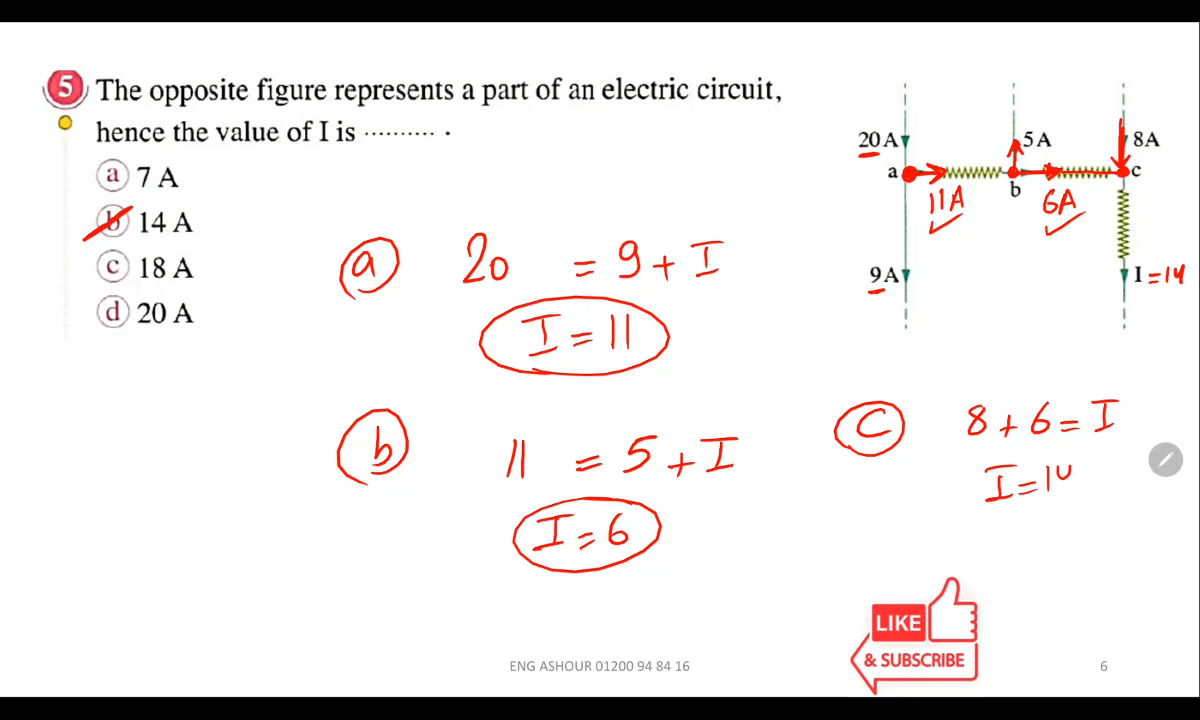 5 The opposite figure represents a part of an electric circuit,
hence the value of I is ·········· .
a 7 A
b 14 A
c 18 A
d 20 A
20 A
5 A
8A
a
b
c
11A
6A
9 A
I = 14
a 20 = 9 + I
I = 11
b 11 = 5 + I
I = 6
C 8 + 6 = I
I = 14
LIKE
& SUBSCRIBE
ENG ASHOUR 01200 94 84 16
6